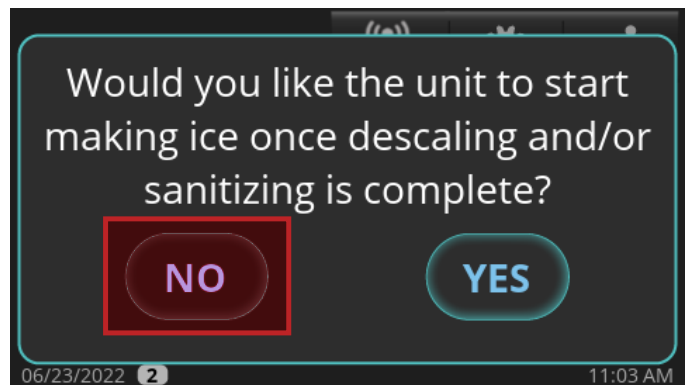 Would you like the unit to start
making ice once descaling and/or
sanitizing is complete?
NO YES
06/23/2022 2 11:03 AM